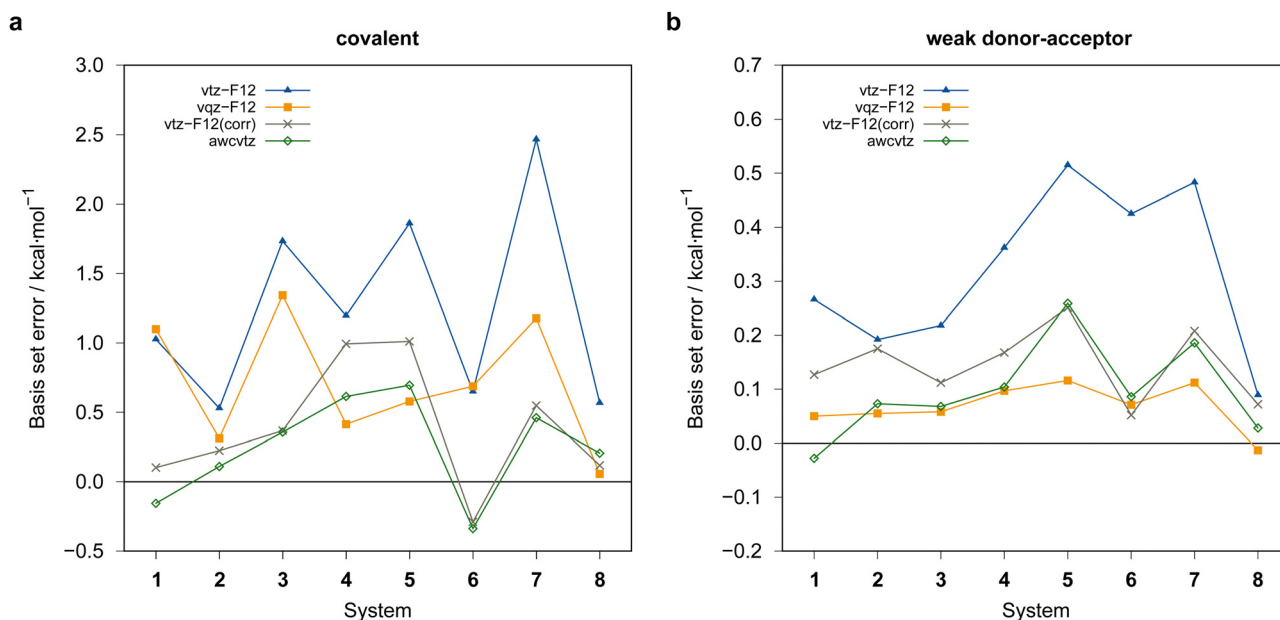 a
covalent
3.0
2.5
2.0
1.5
1.0
0.5
0.0
−0.5
Basis set error / kcal·mol−1
vtz−F12
vqz−F12
vtz−F12(corr)
awcvtz
1 2 3 4 5 6 7 8
System
b
weak donor-acceptor
0.7
0.6
0.5
0.4
0.3
0.2
0.1
0.0
−0.1
−0.2
Basis set error / kcal·mol−1
vtz−F12
vqz−F12
vtz−F12(corr)
awcvtz
1 2 3 4 5 6 7 8
System